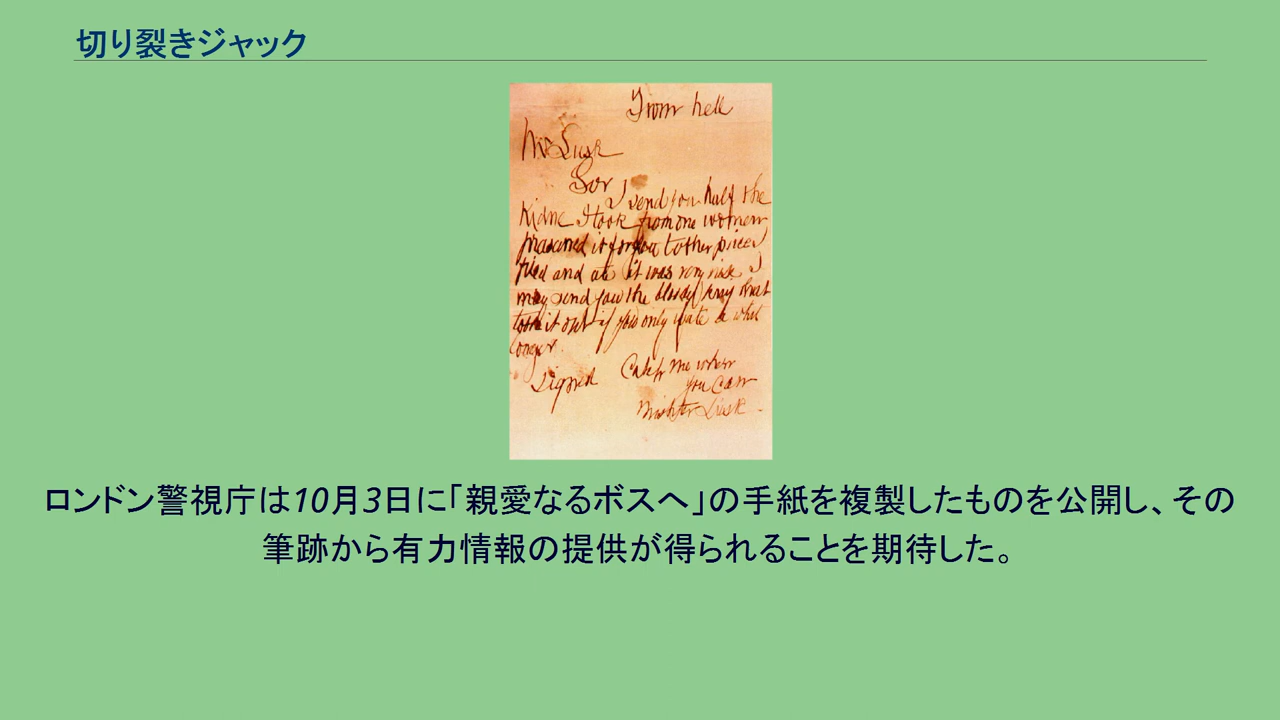 切り裂きジャック
From hell
Mr Lusk
Sor
I send you half the
Kidne I took from one women
prasarved it for you tother piece
fried and ate it was very nise I
may send you the bloody knif that
took it out if you only wate a whil
longer.
signed
Catch me when
you can
Mishter Lusk.
ロンドン警視庁は10月3日に「親愛なるボスへ」の手紙を複製したものを公開し、その
筆跡から有力情報の提供が得られることを期待した。